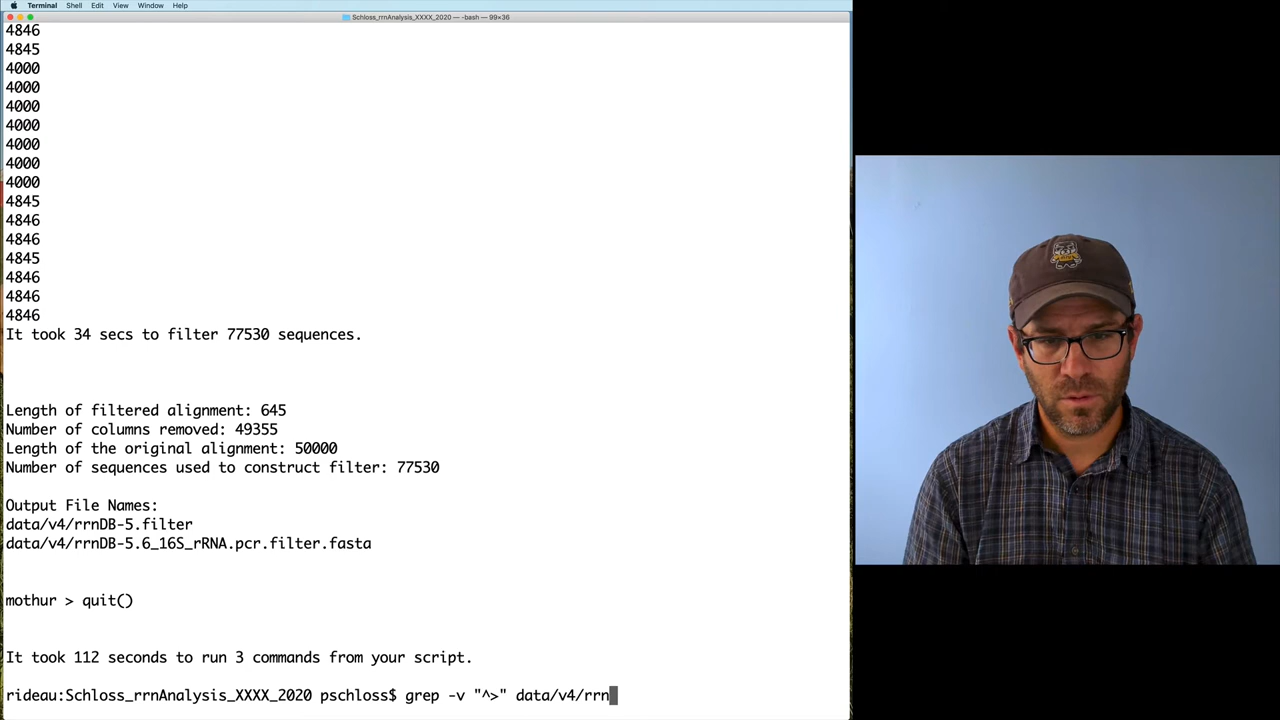 Terminal Shell Edit View Window Help
Schloss_rrnAnalysis_XXXX_2020 — -bash — 99×36
4846
4845
4000
4000
4000
4000
4000
4000
4000
4845
4846
4846
4845
4846
4846
4846
It took 34 secs to filter 77530 sequences.
Length of filtered alignment: 645
Number of columns removed: 49355
Length of the original alignment: 50000
Number of sequences used to construct filter: 77530
Output File Names:
data/v4/rrnDB-5.filter
data/v4/rrnDB-5.6_16S_rRNA.pcr.filter.fasta
mothur > quit()
It took 112 seconds to run 3 commands from your script.
rideau:Schloss_rrnAnalysis_XXXX_2020 pschloss$ grep -v "^>" data/v4/rrn